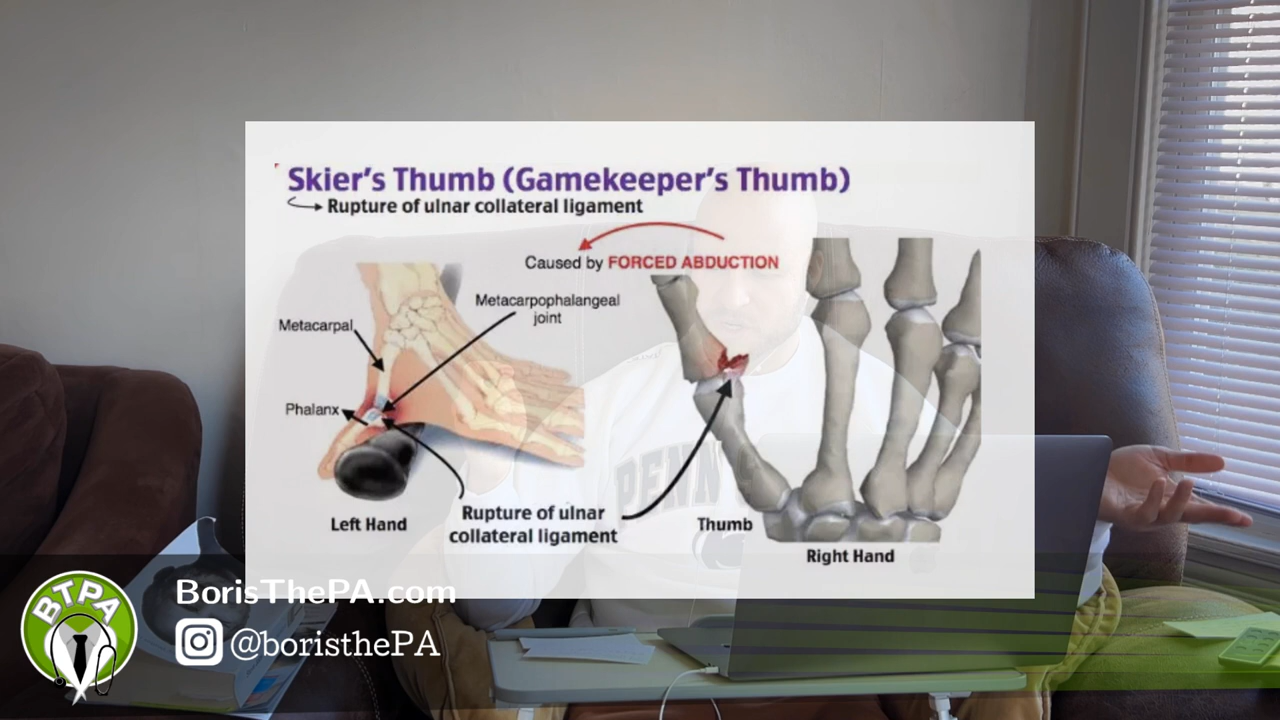 Skier's Thumb (Gamekeeper's Thumb)
Rupture of ulnar collateral ligament
Caused by FORCED ABDUCTION
Metacarpophalangeal
joint
Metacarpal
Phalanx
Rupture of ulnar
collateral ligament
Left Hand
Thumb
Right Hand
PENN
BTPA
BorisThePA.com
@boristhePA